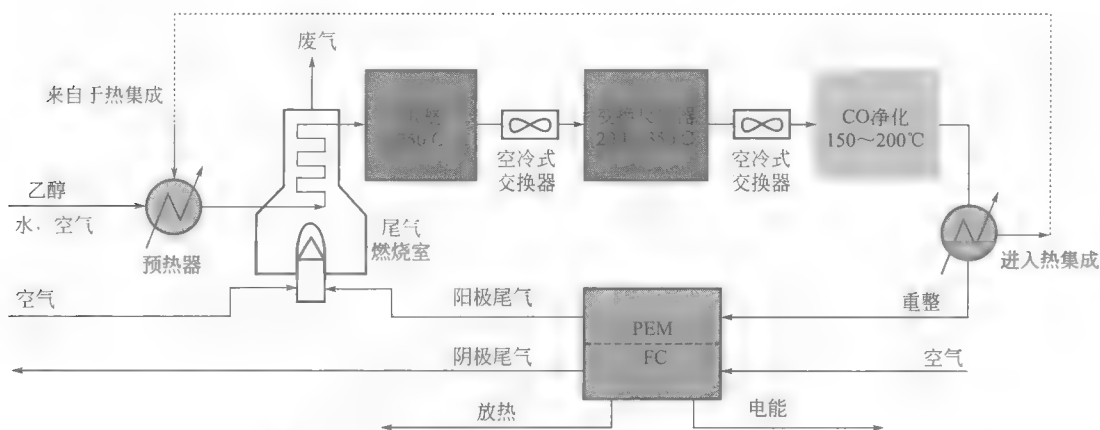 废气
来自于热集成
CO净化
150~200℃
空冷式
交换器
空冷式
交换器
乙醇
水、空气
预热器
尾气
燃烧室
进入热集成
空气
阳极尾气
重整
PEM
FC
阴极尾气
空气
放热
电能